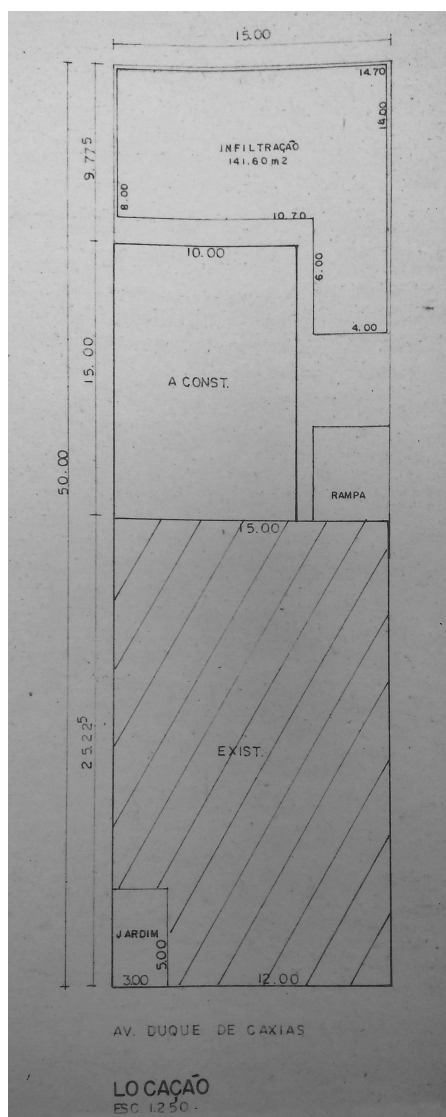 15.00
14.70
14.00
INFILTRAÇÃO
141.60 m2
9.775
8.00
10.70
10.00
6.00
4.00
A CONST.
15.00
50.00
RAMPA
15.00
25.225
EXIST.
JARDIM
5.00
3.00
12.00
AV. DUQUE DE CAXIAS
LOCAÇÃO
ESC. 1.250.